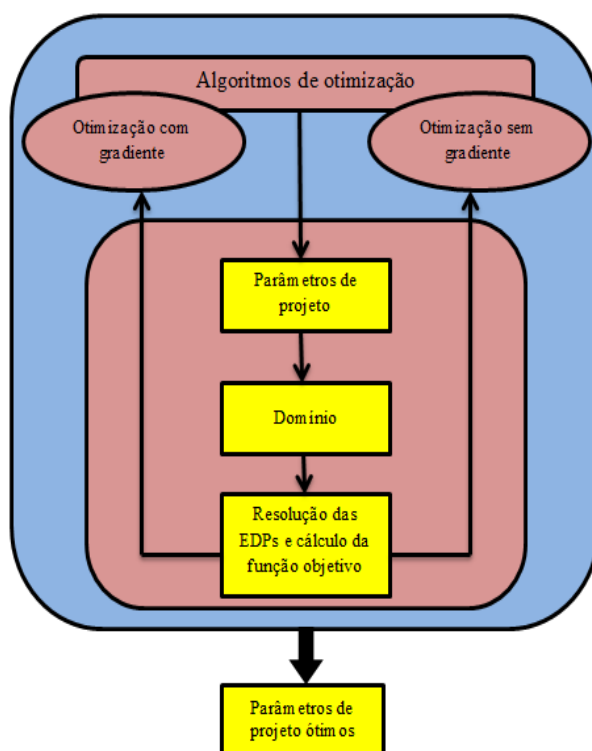 Algoritmos de otimização
Otimização com
gradiente
Otimização sem
gradiente
Parâmetros de
projeto
Domínio
Resolução das
EDPs e cálculo da
função objetivo
Parâmetros de
projeto ótimos